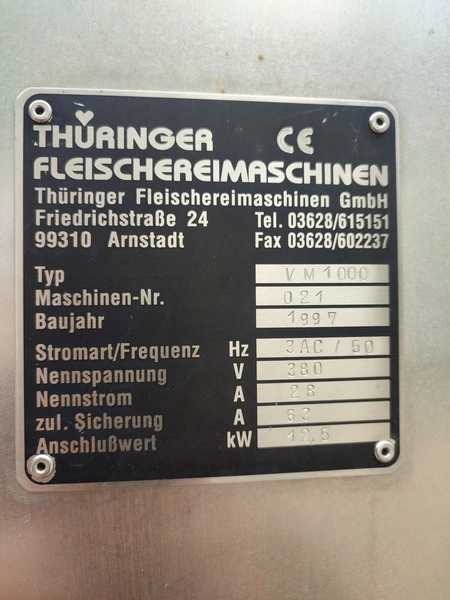 THÜRINGER CE
FLEISCHEREIMASCHINEN
Thüringer Fleischereimaschinen GmbH
Friedrichstraße 24 Tel. 03628/615151
99310 Arnstadt Fax 03628/602237
Typ VM1000
Maschinen-Nr. 021
Baujahr 1997
Stromart/Frequenz Hz 3AC/50
Nennspannung V 380
Nennstrom A 26
zul. Sicherung A 63
Anschlußwert kW 12,5